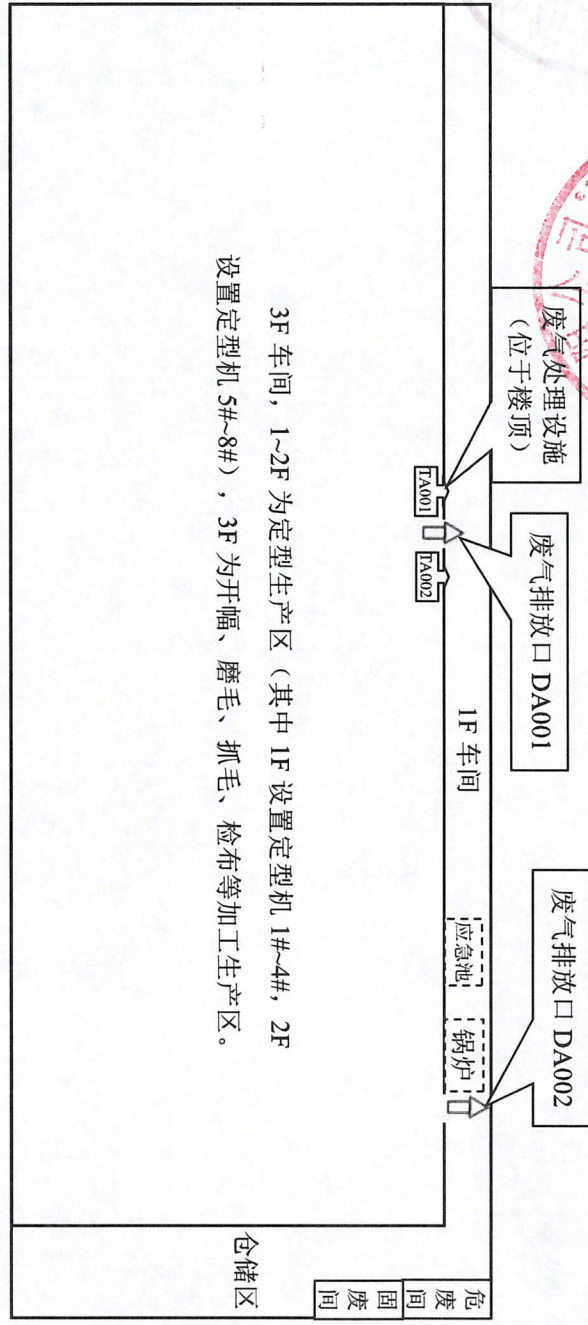 废气处理设施
（位于楼顶）
废气排放口 DA001
废气排放口 DA002
TA001
TA002
1F 车间
应急池
锅炉
3F 车间，1~2F 为定型生产区（其中 1F 设置定型机 1#~4#，2F
设置定型机 5#~8#），3F 为开幅、磨毛、抓毛、检布等加工生产区。
仓储区
危
废
间
固
废
间